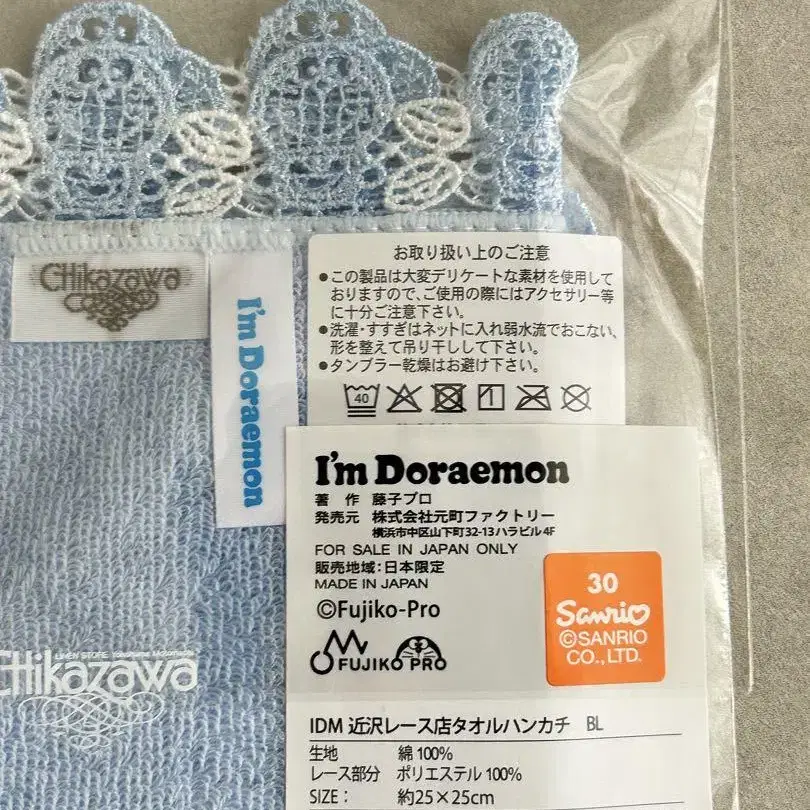 CHikazawa
I'm Doraemon
お取り扱い上のご注意
●この製品は大変デリケートな素材を使用して
おりますので、ご使用の際にはアクセサリー等
に十分ご注意下さい。
●洗濯・すすぎはネットに入れ弱水流でおこない、
形を整えて吊り干しして下さい。
●タンブラー乾燥はお避け下さい。
40
I'm Doraemon
著 作 藤子プロ
発売元 株式会社元町ファクトリー
横浜市中区山下町32-13ハラビル4F
FOR SALE IN JAPAN ONLY
販売地域:日本限定
MADE IN JAPAN
©Fujiko-Pro
FUJIKO PRO
30
Sanrio
©SANRIO
CO.,LTD.
LINEN STORE Yokohama Motomachi
CHikazawa
IDM 近沢レース店タオルハンカチ BL
生地 綿100%
レース部分 ポリエステル100%
SIZE: 約25×25cm